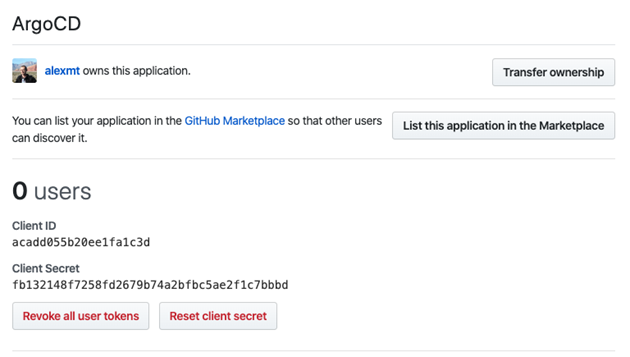 ArgoCD
alexmt owns this application.
Transfer ownership
You can list your application in the GitHub Marketplace so that other users
can discover it.
List this application in the Marketplace
0 users
Client ID
acadd055b20ee1fa1c3d
Client Secret
fb132148f7258fd2679b74a2bfbc5ae2f1c7bbbd
Revoke all user tokens
Reset client secret